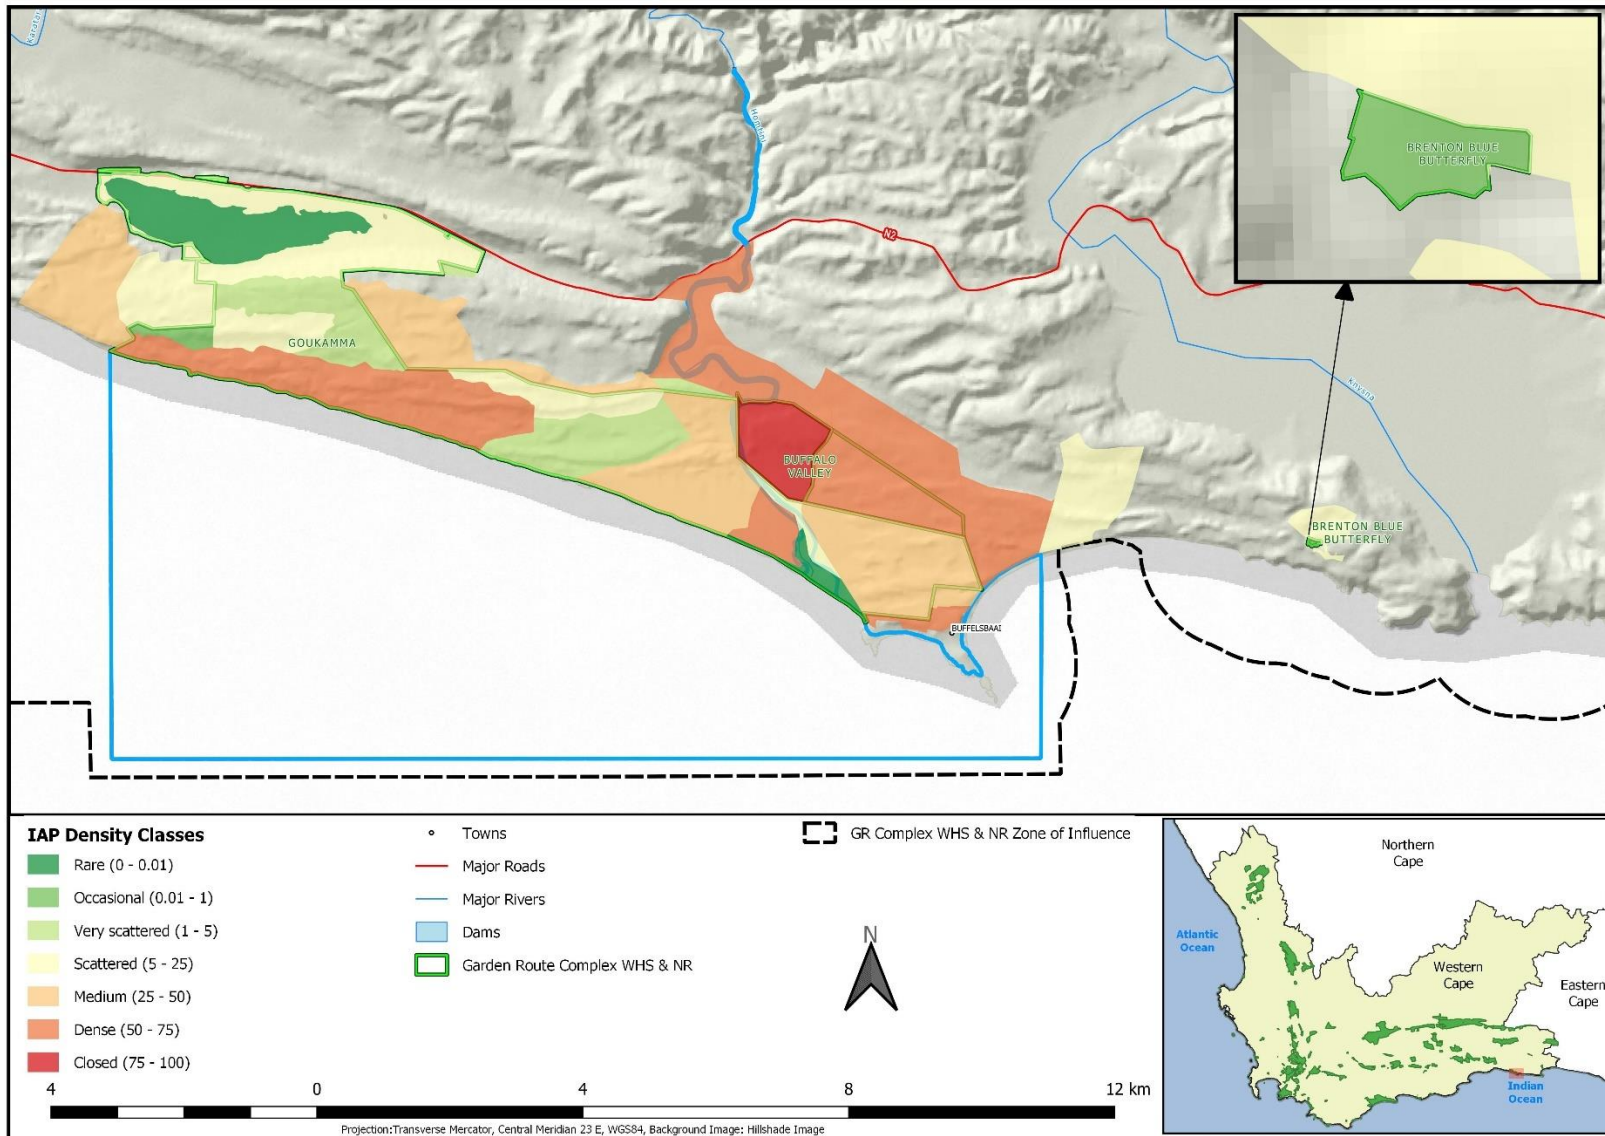 Karatara
Homtini
N2
Knysna
GOUKAMMA
BUFFALO
VALLEY
BUFFELSBAAI
BRENTON BLUE
BUTTERFLY
BRENTON BLUE
BUTTERFLY
IAP Density Classes
Rare (0 - 0.01)
Occasional (0.01 - 1)
Very scattered (1 - 5)
Scattered (5 - 25)
Medium (25 - 50)
Dense (50 - 75)
Closed (75 - 100)
Towns
Major Roads
Major Rivers
Dams
Garden Route Complex WHS & NR
GR Complex WHS & NR Zone of Influence
N
4 0 4 8 12 km
Projection:Transverse Mercator, Central Meridian 23 E, WGS84, Background Image: Hillshade Image
Northern
Cape
Atlantic
Ocean
Western
Cape
Eastern
Cape
Indian
Ocean